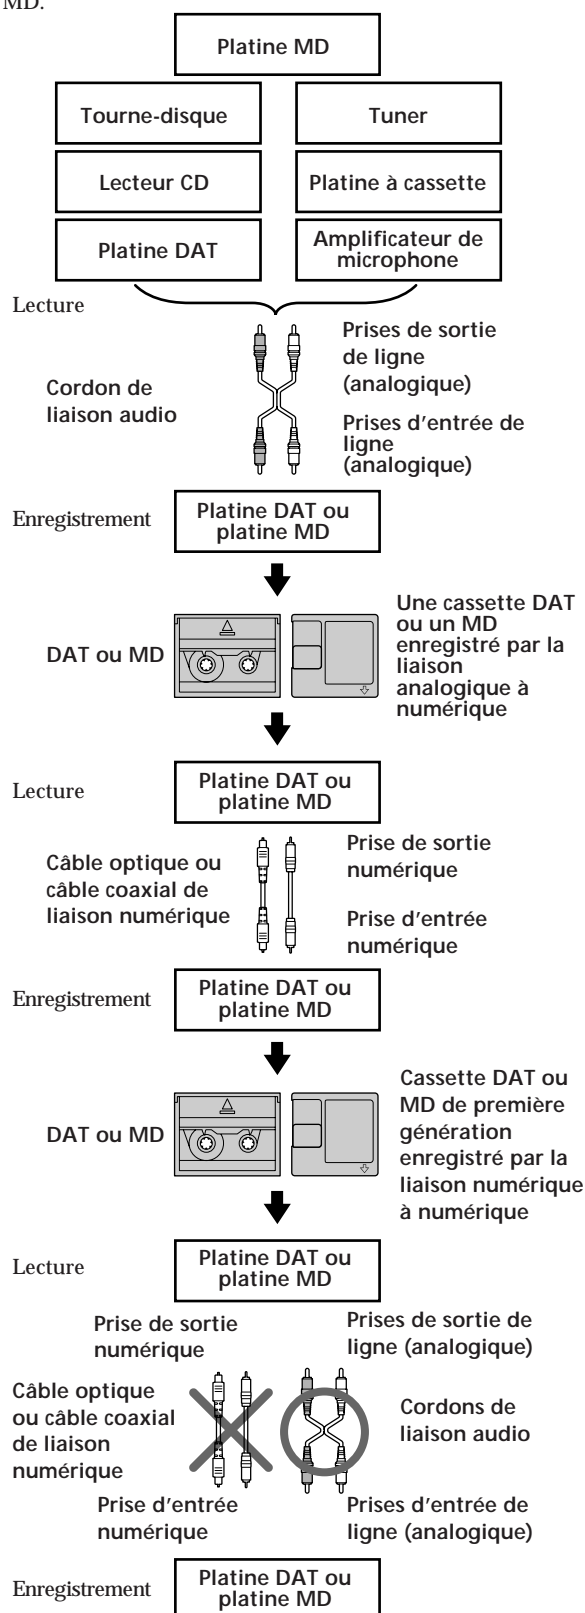 MD.
Platine MD
Tourne-disque
Tuner
Lecteur CD
Platine à cassette
Platine DAT
Amplificateur de
microphone
Lecture
Prises de sortie
de ligne
(analogique)
Cordon de
liaison audio
Prises d'entrée de
ligne
(analogique)
Enregistrement
Platine DAT ou
platine MD
Une cassette DAT
ou un MD
enregistré par la
liaison
analogique à
numérique
DAT ou MD
Lecture
Platine DAT ou
platine MD
Prise de sortie
numérique
Câble optique ou
câble coaxial de
liaison numérique
Prise d'entrée
numérique
Enregistrement
Platine DAT ou
platine MD
Cassette DAT ou
MD de première
génération
enregistré par la
liaison numérique
à numérique
DAT ou MD
Lecture
Platine DAT ou
platine MD
Prise de sortie
numérique
Prises de sortie de
ligne (analogique)
Câble optique
ou câble coaxial
de liaison
numérique
Cordons de
liaison audio
Prise d'entrée
numérique
Prises d'entrée de
ligne (analogique)
Enregistrement
Platine DAT ou
platine MD